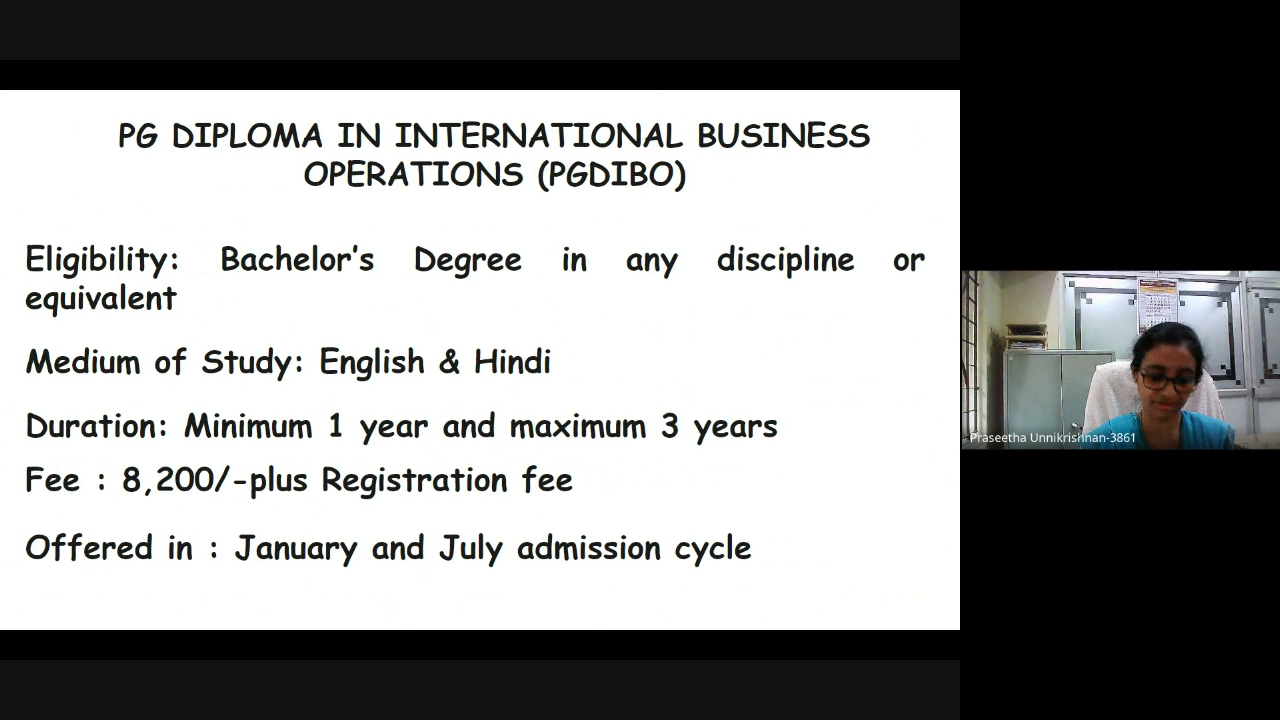 PG DIPLOMA IN INTERNATIONAL BUSINESS
OPERATIONS (PGDIBO)
Eligibility: Bachelor's Degree in any discipline or
equivalent
Medium of Study: English & Hindi
Duration: Minimum 1 year and maximum 3 years
Fee : 8,200/-plus Registration fee
Offered in : January and July admission cycle
Praseetha Unnikrishnan-3861